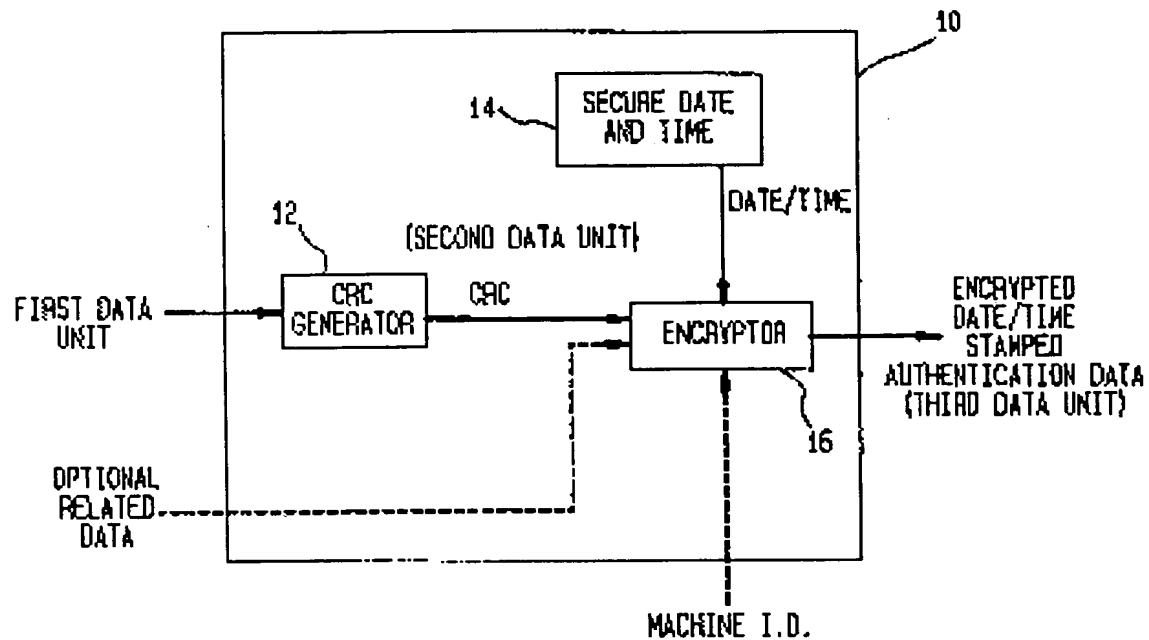 10
14
SECURE DATE
AND TIME
DATE/TIME
12
(SECOND DATA UNIT)
FIRST DATA
UNIT
CRC
GENERATOR
CRC
ENCRYPTOR
ENCRYPTED
DATE/TIME
STAMPED
AUTHENTICATION DATA
(THIRD DATA UNIT)
16
OPTIONAL
RELATED
DATA
MACHINE I.D.